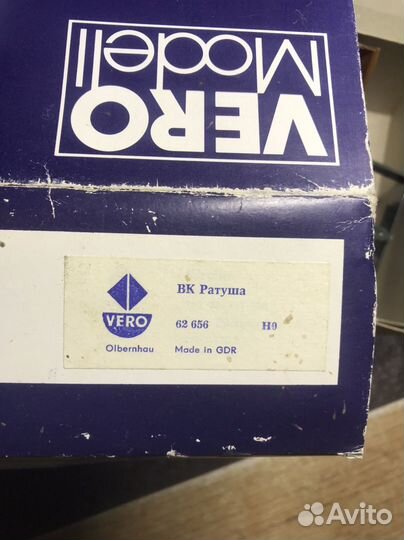 VERO
Modell
ВК Ратуша
VERO
62 656 H0
Olbernhau Made in GDR
Avito